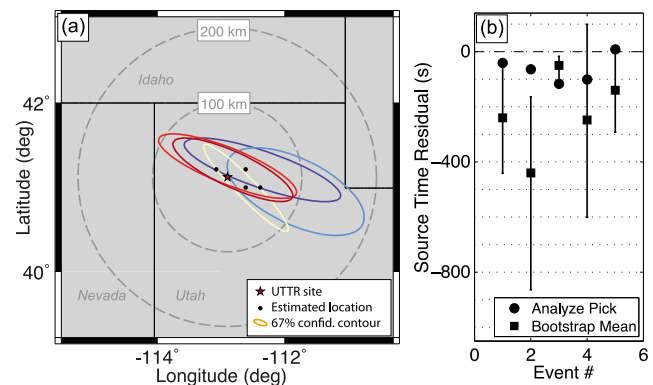 (a)
200 km
Idaho
42°
100 km
40°
Nevada
Utah
-114°
-112°
Latitude (deg)
Longitude (deg)
UTTR site
Estimated location
67% confid. contour
(b)
0
-400
-800
Source Time Residual (s)
0
2
4
6
Event #
Analyze Pick
Bootstrap Mean